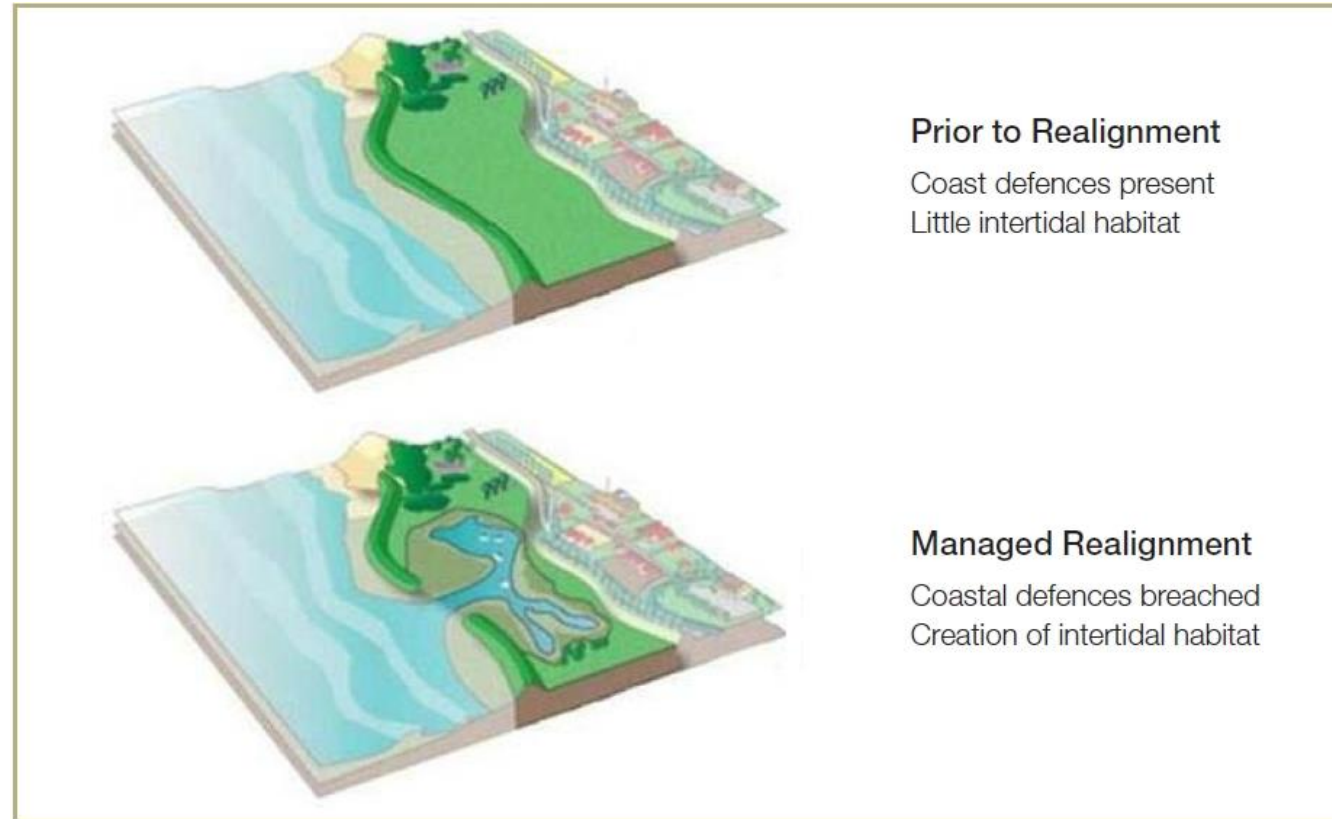 Prior to Realignment
Coast defences present
Little intertidal habitat
Managed Realignment
Coastal defences breached
Creation of intertidal habitat